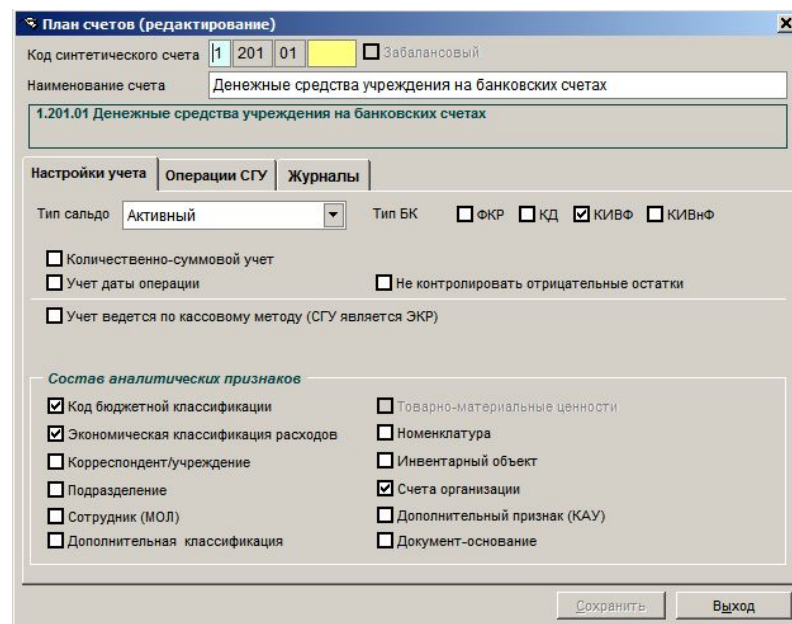 План счетов (редактирование)
Код синтетического счета 1 201 01 Забалансовый
Наименование счета Денежные средства учреждения на банковских счетах
1.201.01 Денежные средства учреждения на банковских счетах
Настройки учета Операции СГУ Журналы
Тип сальдо Активный Тип БК ФКР КД КИВФ КИВнФ
Количественно-суммовой учет
Учет даты операции Не контролировать отрицательные остатки
Учет ведется по кассовому методу (СГУ является ЭКР)
Состав аналитических признаков
Код бюджетной классификации Товарно-материальные ценности
Экономическая классификация расходов Номенклатура
Корреспондент/учреждение Инвентарный объект
Подразделение Счета организации
Сотрудник (МОЛ) Дополнительный признак (КАУ)
Дополнительная классификация Документ-основание
Сохранить Выход